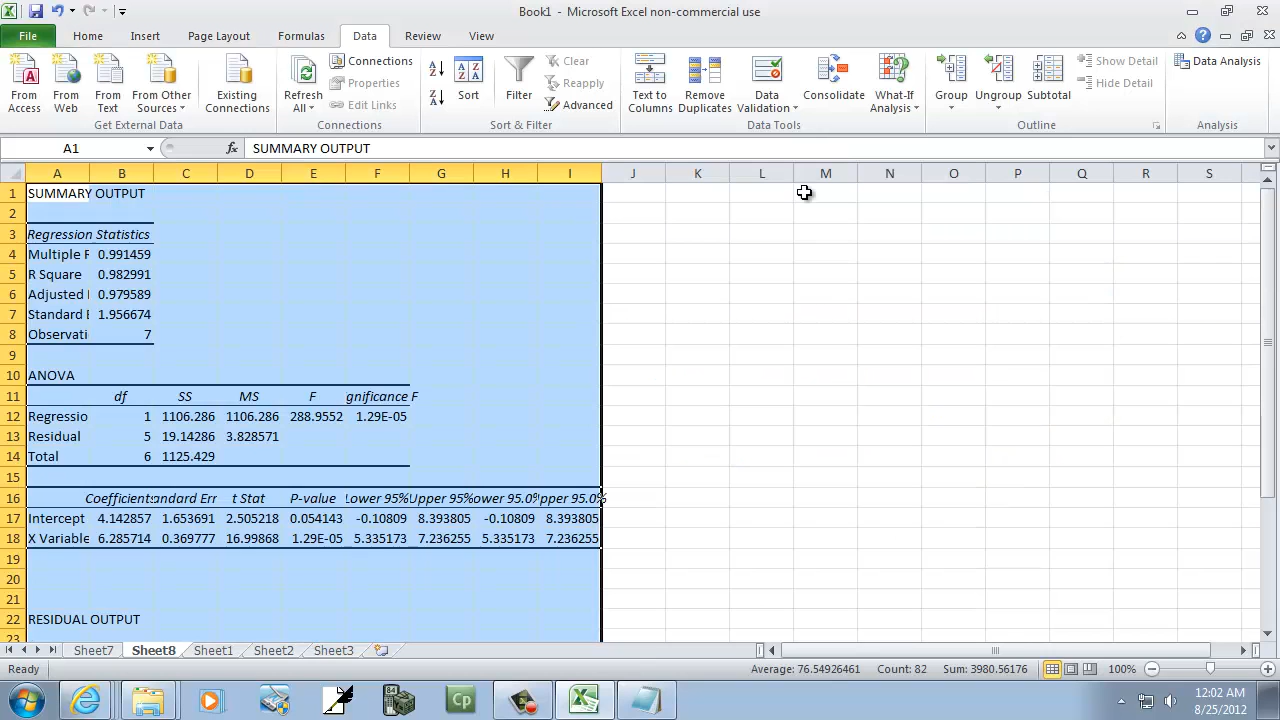 Book1 - Microsoft Excel non-commercial use
File Home Insert Page Layout Formulas Data Review View
From Access
From Web
From Text
From Other Sources
Existing Connections
Get External Data
Refresh All
Connections
Properties
Edit Links
Connections
Sort
Filter
Clear
Reapply
Advanced
Sort & Filter
Text to Columns
Remove Duplicates
Data Validation
Consolidate
What-If Analysis
Data Tools
Group
Ungroup
Subtotal
Show Detail
Hide Detail
Outline
Data Analysis
Analysis
A1 fx SUMMARY OUTPUT
A B C D E F G H I J K L M N O P Q R S
1 SUMMARY OUTPUT
2
3 Regression Statistics
4 Multiple R 0.991459
5 R Square 0.982991
6 Adjusted 0.979589
7 Standard E 1.956674
8 Observati 7
9
10 ANOVA
11 df SS MS F gnificance F
12 Regressio 1 1106.286 1106.286 288.9552 1.29E-05
13 Residual 5 19.14286 3.828571
14 Total 6 1125.429
15
16 Coefficients andard Err t Stat P-value Lower 95% Upper 95% ower 95.0% pper 95.0%
17 Intercept 4.142857 1.653691 2.505218 0.054143 -0.10809 8.393805 -0.10809 8.393805
18 X Variable 6.285714 0.369777 16.99868 1.29E-05 5.335173 7.236255 5.335173 7.236255
19
20
21
22 RESIDUAL OUTPUT
23
Sheet7 Sheet8 Sheet1 Sheet2 Sheet3
Ready Average: 76.54926461 Count: 82 Sum: 3980.56176 100%
12:02 AM
8/25/2012